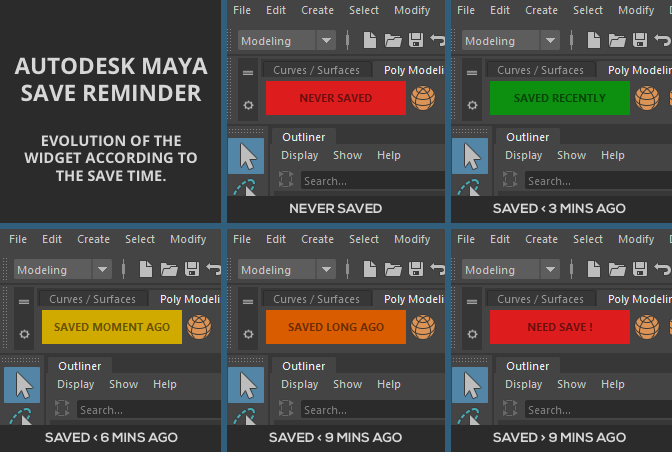 AUTODESK MAYA
SAVE REMINDER
EVOLUTION OF THE
WIDGET ACCORDING TO
THE SAVE TIME.
File Edit Create Select Modify
Modeling
Curves / Surfaces Poly Modeli
NEVER SAVED
Outliner
Display Show Help
Search...
NEVER SAVED
File Edit Create Select Modify
Modeling
Curves / Surfaces Poly Modeli
SAVED RECENTLY
Outliner
Display Show Help
Search...
SAVED < 3 MINS AGO
File Edit Create Select Modify
Modeling
Curves / Surfaces Poly Modeli
SAVED MOMENT AGO
Outliner
Display Show Help
Search...
SAVED < 6 MINS AGO
File Edit Create Select Modify
Modeling
Curves / Surfaces Poly Modeli
SAVED LONG AGO
Outliner
Display Show Help
Search...
SAVED < 9 MINS AGO
File Edit Create Select Modify
Modeling
Curves / Surfaces Poly Modeli
NEED SAVE !
Outliner
Display Show Help
Search...
SAVED > 9 MINS AGO